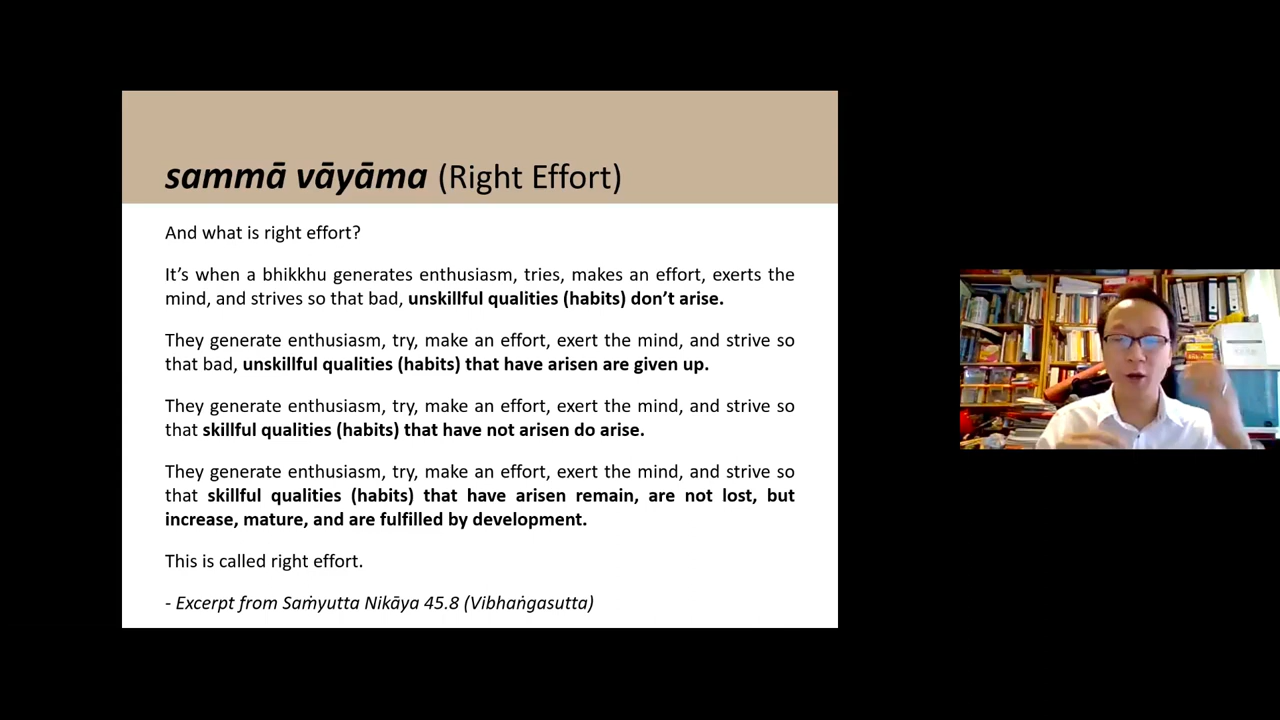 sammā vāyāma (Right Effort)
And what is right effort?
It's when a bhikkhu generates enthusiasm, tries, makes an effort, exerts the
mind, and strives so that bad, unskillful qualities (habits) don't arise.
They generate enthusiasm, try, make an effort, exert the mind, and strive so
that bad, unskillful qualities (habits) that have arisen are given up.
They generate enthusiasm, try, make an effort, exert the mind, and strive so
that skillful qualities (habits) that have not arisen do arise.
They generate enthusiasm, try, make an effort, exert the mind, and strive so
that skillful qualities (habits) that have arisen remain, are not lost, but
increase, mature, and are fulfilled by development.
This is called right effort.
- Excerpt from Saṁyutta Nikāya 45.8 (Vibhaṅgasutta)